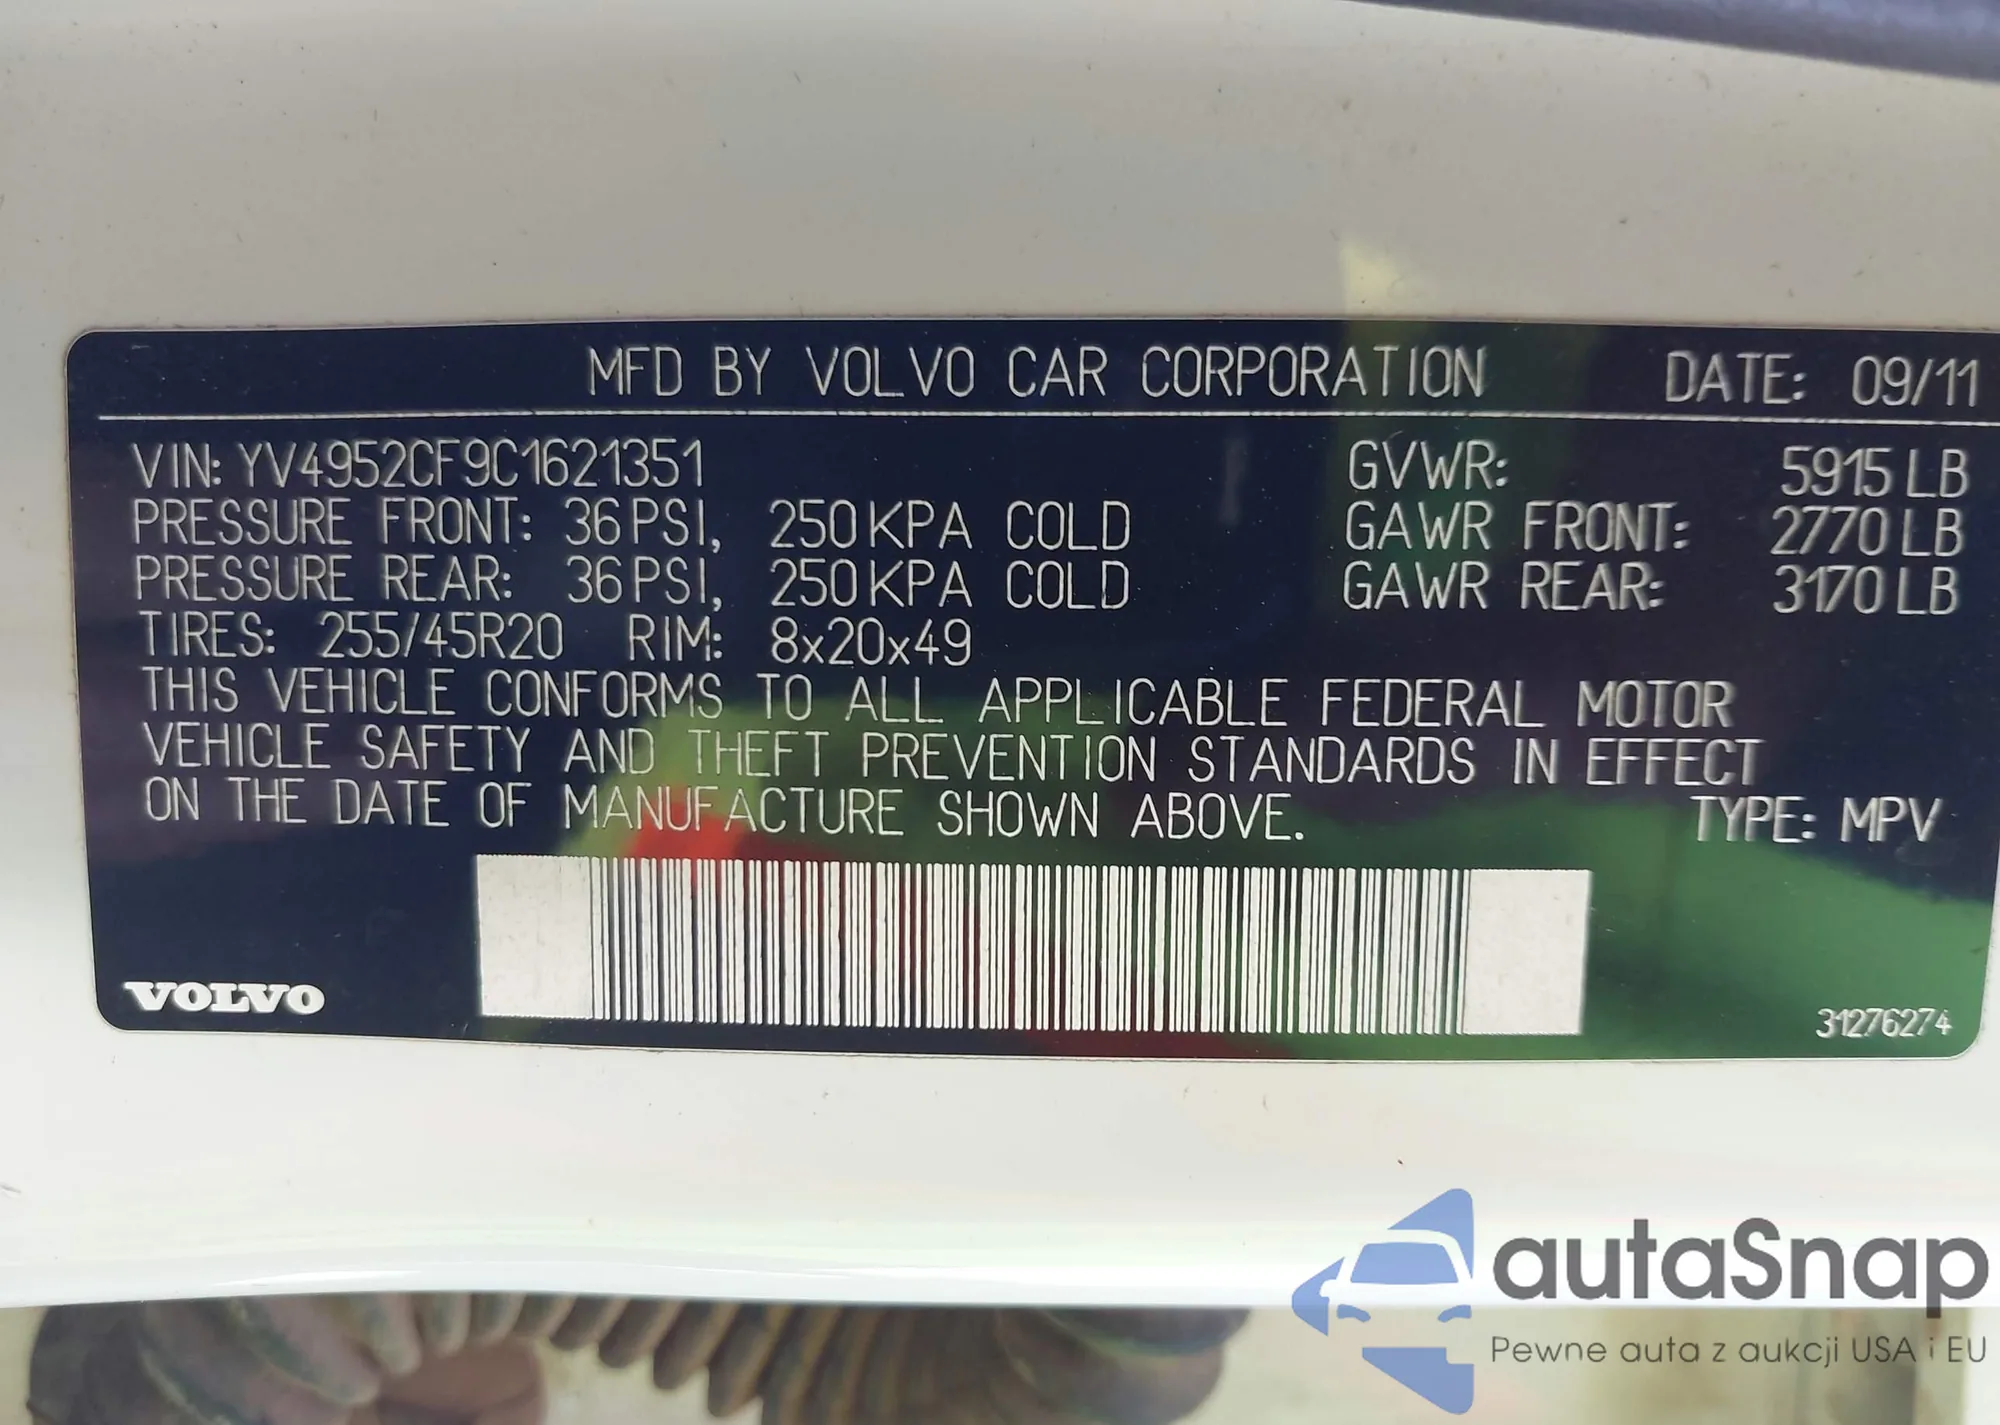 MFD BY VOLVO CAR CORPORATION DATE: 09/11
VIN: YV4952CF9C1621351 GVWR: 5915 LB
PRESSURE FRONT: 36 PSI, 250 KPA COLD GAWR FRONT: 2770 LB
PRESSURE REAR: 36 PSI, 250 KPA COLD GAWR REAR: 3170 LB
TIRES: 255/45R20 RIM: 8x20x49
THIS VEHICLE CONFORMS TO ALL APPLICABLE FEDERAL MOTOR
VEHICLE SAFETY AND THEFT PREVENTION STANDARDS IN EFFECT
ON THE DATE OF MANUFACTURE SHOWN ABOVE. TYPE: MPV
VOLVO
31276274
autaSnap
Pewne auta z aukcji USA i EU